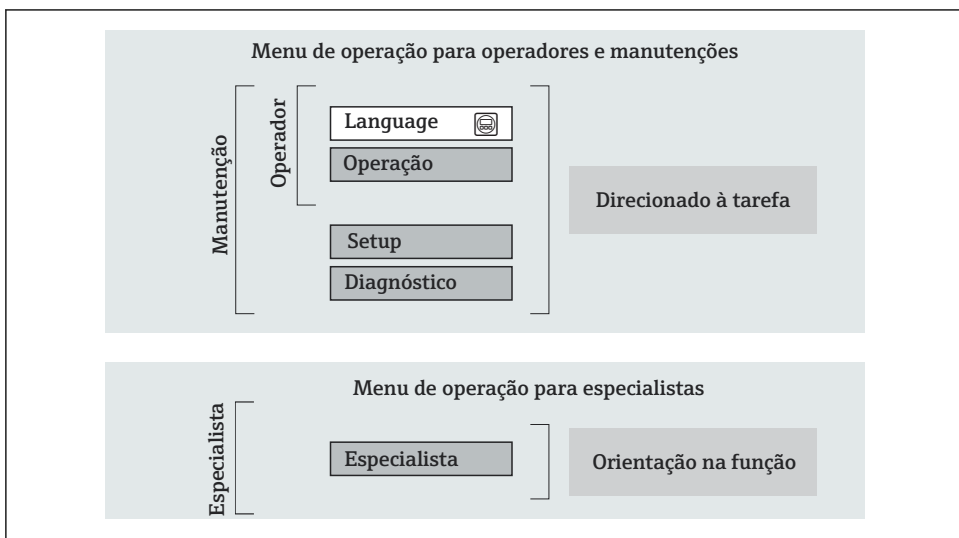 Menu de operação para operadores e manutenções
Manutenção
Operador
Language
Operação
Setup
Diagnóstico
Direcionado à tarefa
Menu de operação para especialistas
Especialista
Especialista
Orientação na função